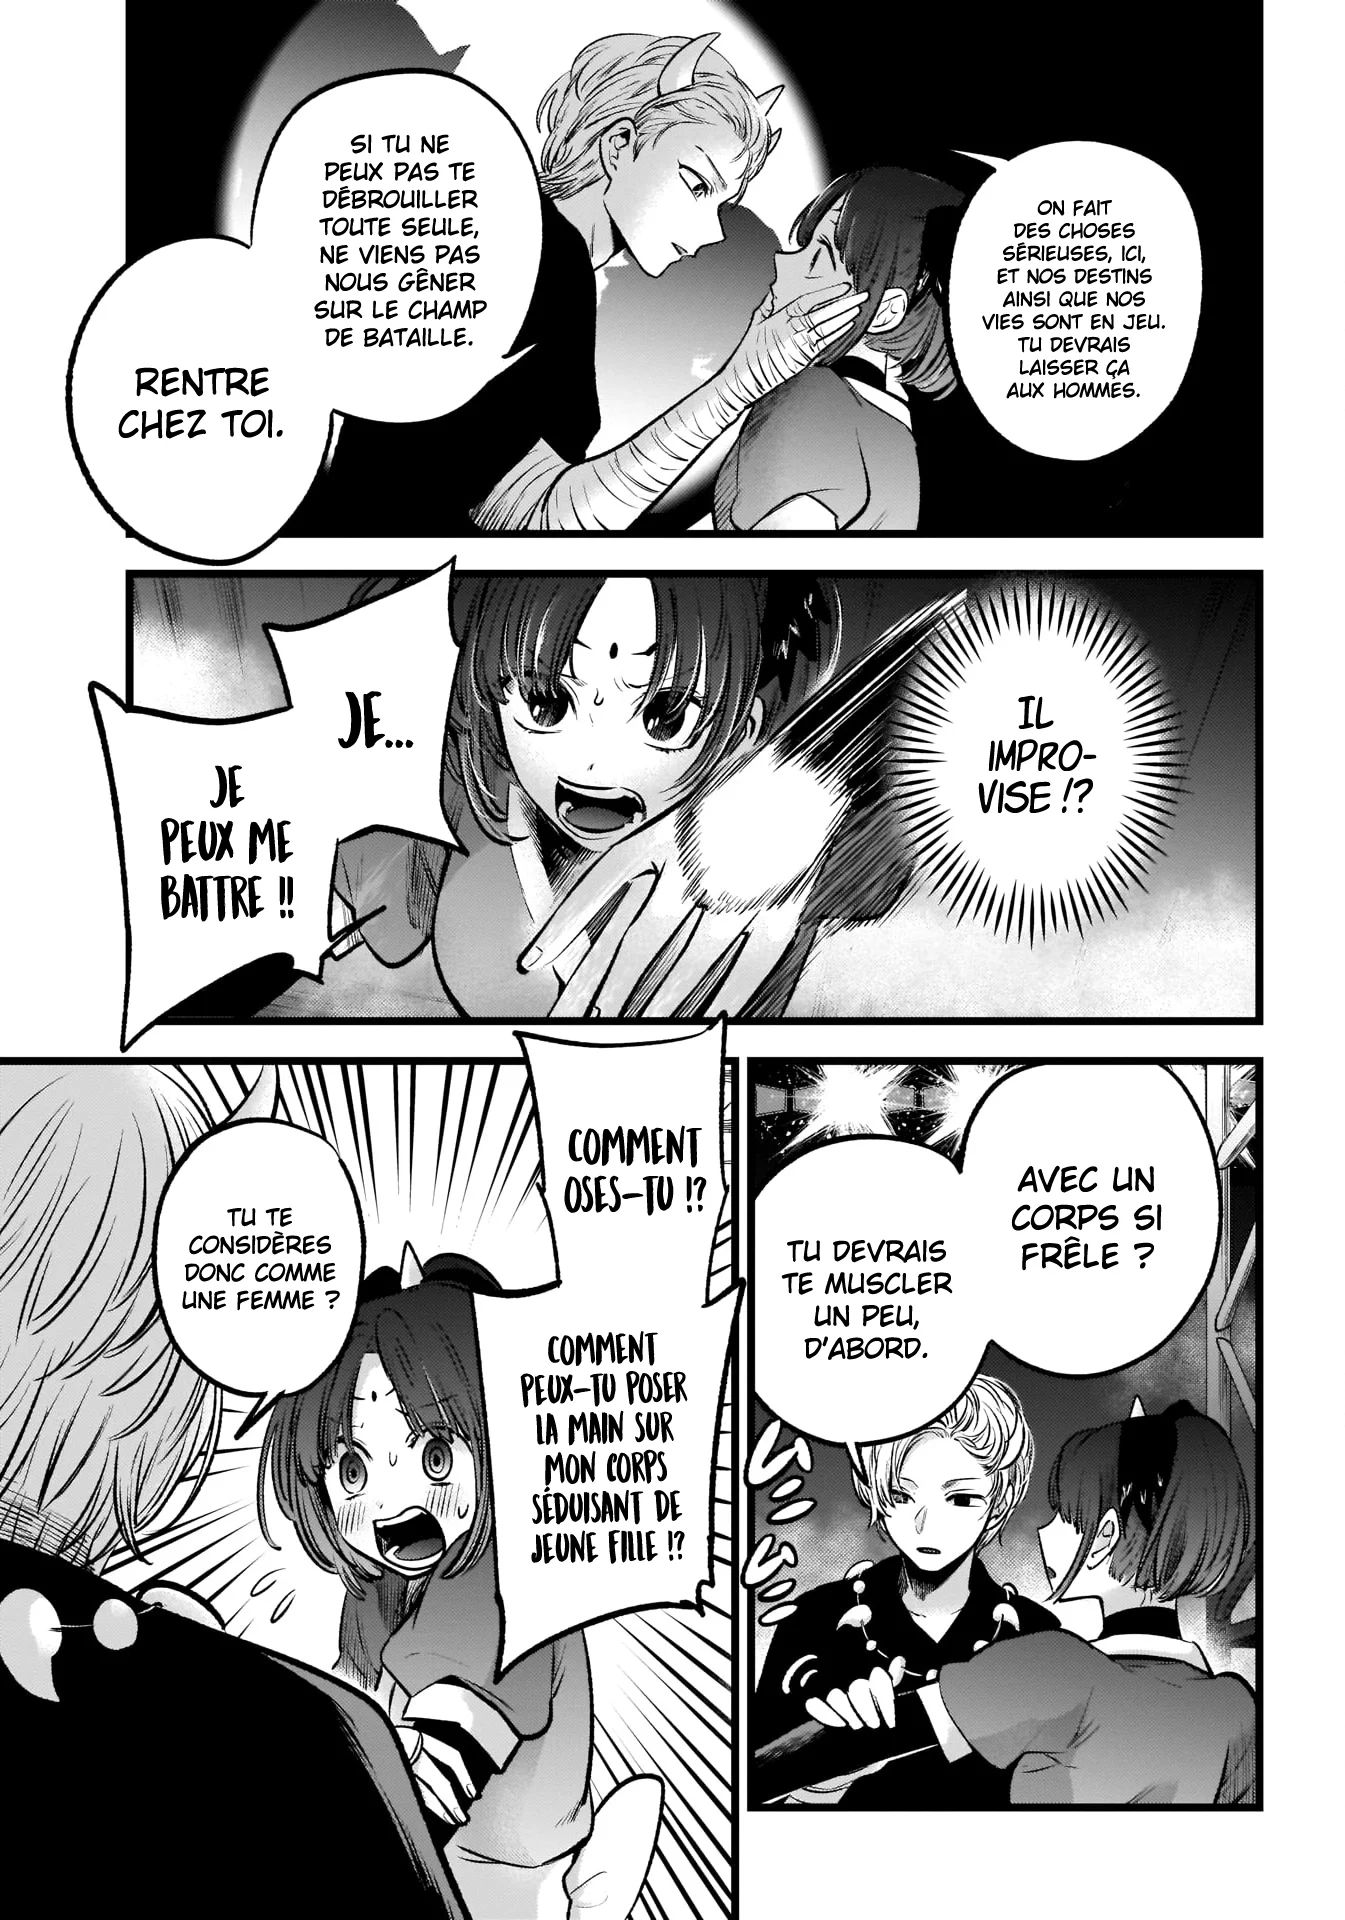 ON FAIT
DES CHOSES
SÉRIEUSES, ICI,
ET NOS DESTINS
AINSI QUE NOS
VIES SONT EN JEU.
TU DEVRAIS
LAISSER ÇA
AUX HOMMES.
SI TU NE
PEUX PAS TE
DÉBROUILLER
TOUTE SEULE,
NE VIENS PAS
NOUS GÊNER
SUR LE CHAMP
DE BATAILLE.
RENTRE
CHEZ TOI.
IL
IMPRO-
VISE !?
JE...
JE
PEUX ME
BATTRE !!
AVEC UN
CORPS SI
FRÊLE ?
TU DEVRAIS
TE MUSCLER
UN PEU,
D'ABORD.
COMMENT
OSES-TU !?
COMMENT
PEUX-TU POSER
LA MAIN SUR
MON CORPS
SÉDUISANT DE
JEUNE FILLE !?
TU TE
CONSIDÈRES
DONC COMME
UNE FEMME ?